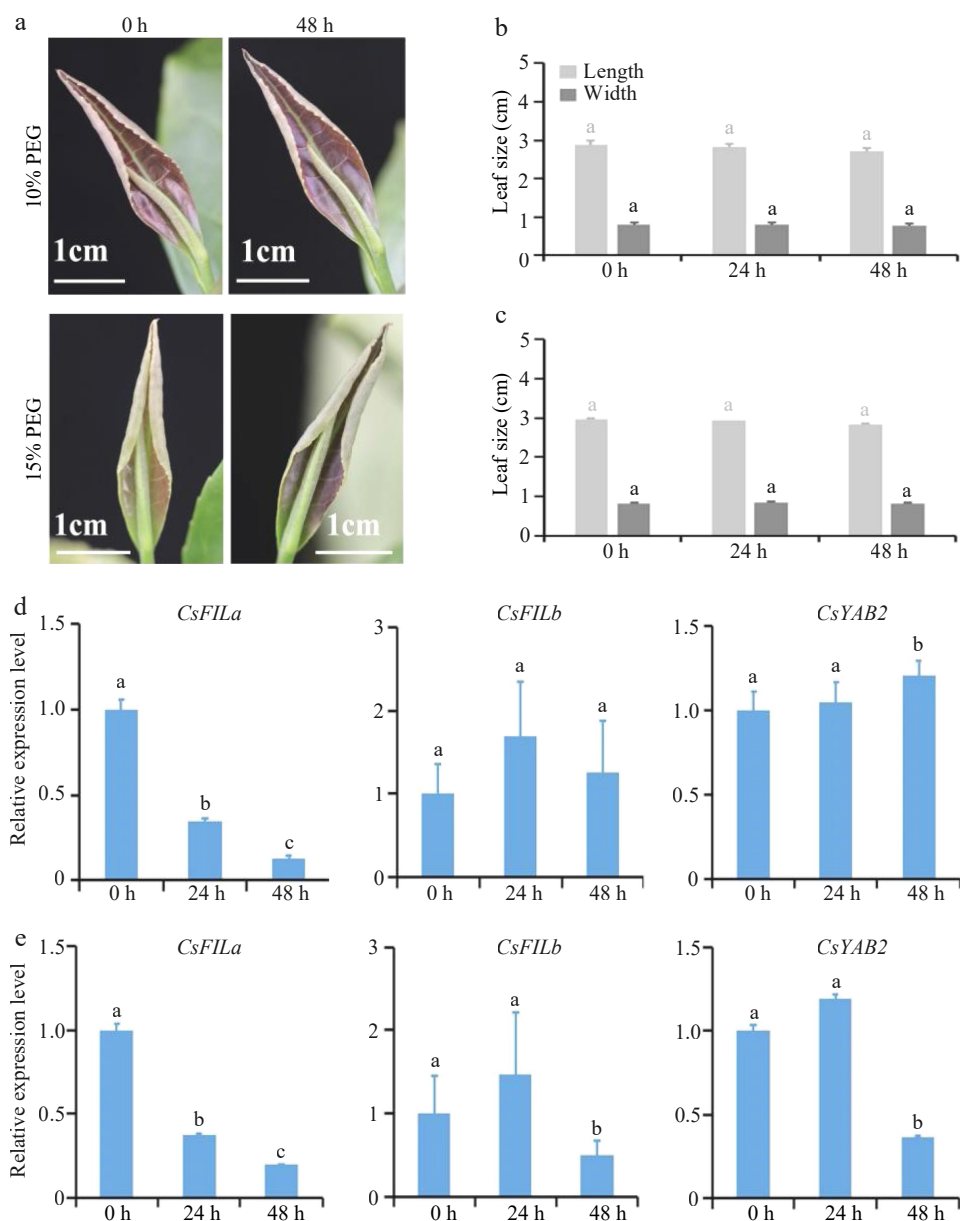 a
0 h 48 h
10% PEG
1cm 1cm
15% PEG
1cm 1cm
b
Leaf size (cm)
5
4
3
2
1
0
Length
Width
a a a a a a
0 h 24 h 48 h
c
Leaf size (cm)
5
4
3
2
1
0
a a a a a a
0 h 24 h 48 h
d
Relative expression level
CsFILa
1.5
1.0
0.5
0
a b c
0 h 24 h 48 h
CsFILb
3
2
1
0
a a a
0 h 24 h 48 h
CsYAB2
1.5
1.0
0.5
0
a a b
0 h 24 h 48 h
e
Relative expression level
CsFILa
1.5
1.0
0.5
0
a b c
0 h 24 h 48 h
CsFILb
3
2
1
0
a a b
0 h 24 h 48 h
CsYAB2
1.5
1.0
0.5
0
a a b
0 h 24 h 48 h